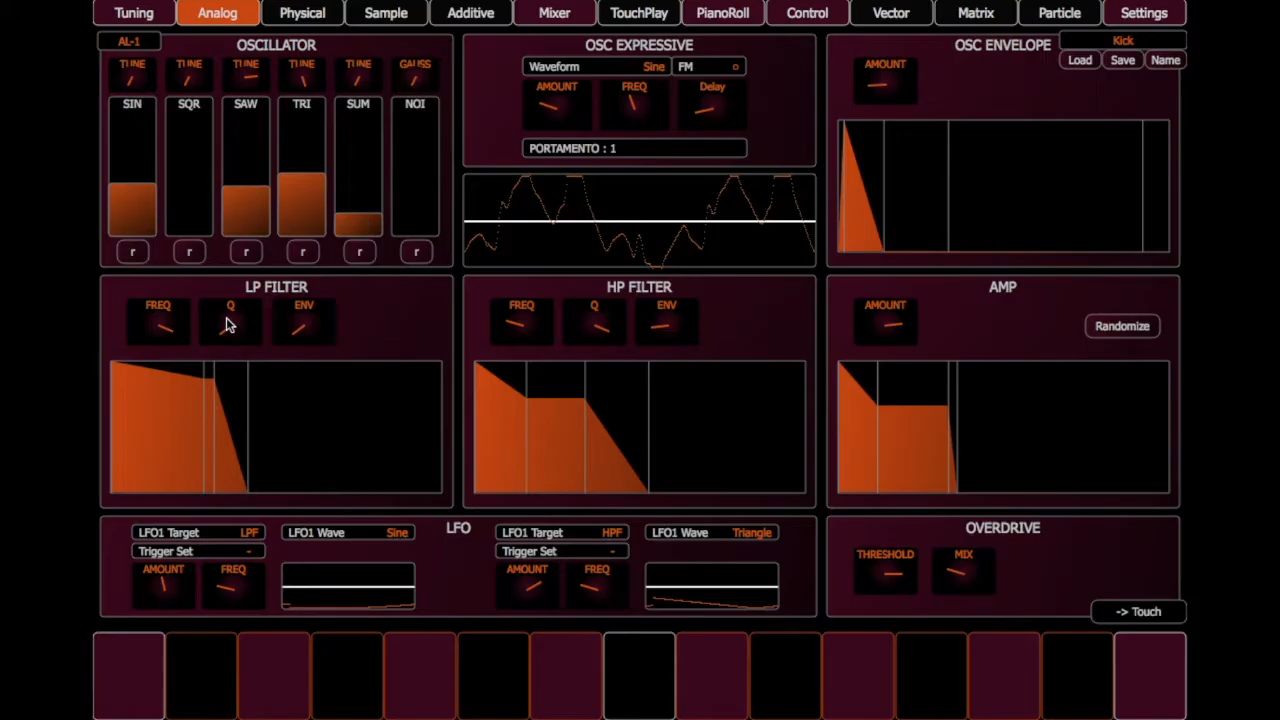 Tuning Analog Physical Sample Additive Mixer TouchPlay PianoRoll Control Vector Matrix Particle Settings
AL-1
OSCILLATOR
TUNE TUNE TUNE TUNE TUNE GAUSS
SIN SQR SAW TRI SUM NOI
r r r r r r
OSC EXPRESSIVE
Waveform Sine FM o
AMOUNT FREQ Delay
PORTAMENTO : 1
OSC ENVELOPE
Kick
Load Save Name
AMOUNT
LP FILTER
FREQ Q ENV
HP FILTER
FREQ Q ENV
AMP
AMOUNT
Randomize
LFO
LFO1 Target LPF
LFO1 Wave Sine
Trigger Set -
AMOUNT FREQ
LFO1 Target HPF
LFO1 Wave Triangle
Trigger Set -
AMOUNT FREQ
OVERDRIVE
THRESHOLD MIX
-> Touch